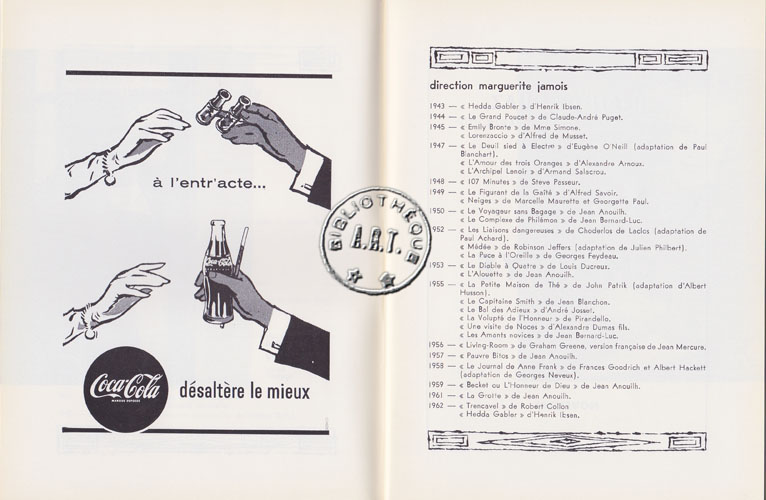 à l'entr'acte...
Coca-Cola
MARQUE DÉPOSÉE
désaltère le mieux
BIBLIOTHÈQUE
A.R.T.
direction marguerite jamois
1943 — « Hedda Gabler » d'Henrik Ibsen.
1944 — « Le Grand Poucet » de Claude-André Puget.
1945 — « Emily Bronte » de Mme Simone.
« Lorenzaccio » d'Alfred de Musset.
1947 — « Le Deuil sied à Electre » d'Eugène O'Neill (adaptation de Paul
Blanchart).
« L'Amour des trois Oranges » d'Alexandre Arnoux.
« L'Archipel Lenoir » d'Armand Salacrou.
1948 — « 107 Minutes » de Steve Passeur.
1949 — « Le Figurant de la Gaîté » d'Alfred Savoir.
« Neiges » de Marcelle Maurette et Georgette Paul.
1950 — « Le Voyageur sans Bagage » de Jean Anouilh.
« Le Complexe de Philémon » de Jean Bernard-Luc.
1952 — « Les Liaisons dangereuses » de Choderlos de Laclos (adaptation de
Paul Achard).
« Médée » de Robinson Jeffers (adaptation de Julien Philbert).
« La Puce à l'Oreille » de Georges Feydeau.
1953 — « Le Diable à Quatre » de Louis Ducreux.
« L'Alouette » de Jean Anouilh.
1955 — « La Petite Maison de Thé » de John Patrik (adaptation d'Albert
Husson).
« Le Capitaine Smith » de Jean Blanchon.
« Le Bal des Adieux » d'André Josset.
« La Volupté de l'Honneur » de Pirandello.
« Une visite de Noces » d'Alexandre Dumas fils.
« Les Amants novices » de Jean Bernard-Luc.
1956 — « Living-Room » de Graham Greene, version française de Jean Mercure.
1957 — « Pauvre Bitos » de Jean Anouilh.
1958 — « Le Journal de Anne Frank » de Frances Goodrich et Albert Hackett
(adaptation de Georges Neveux).
1959 — « Becket ou L'Honneur de Dieu » de Jean Anouilh.
1961 — « La Grotte » de Jean Anouilh.
1962 — « Trencavel » de Robert Collon
« Hedda Gabler » d'Henrik Ibsen.